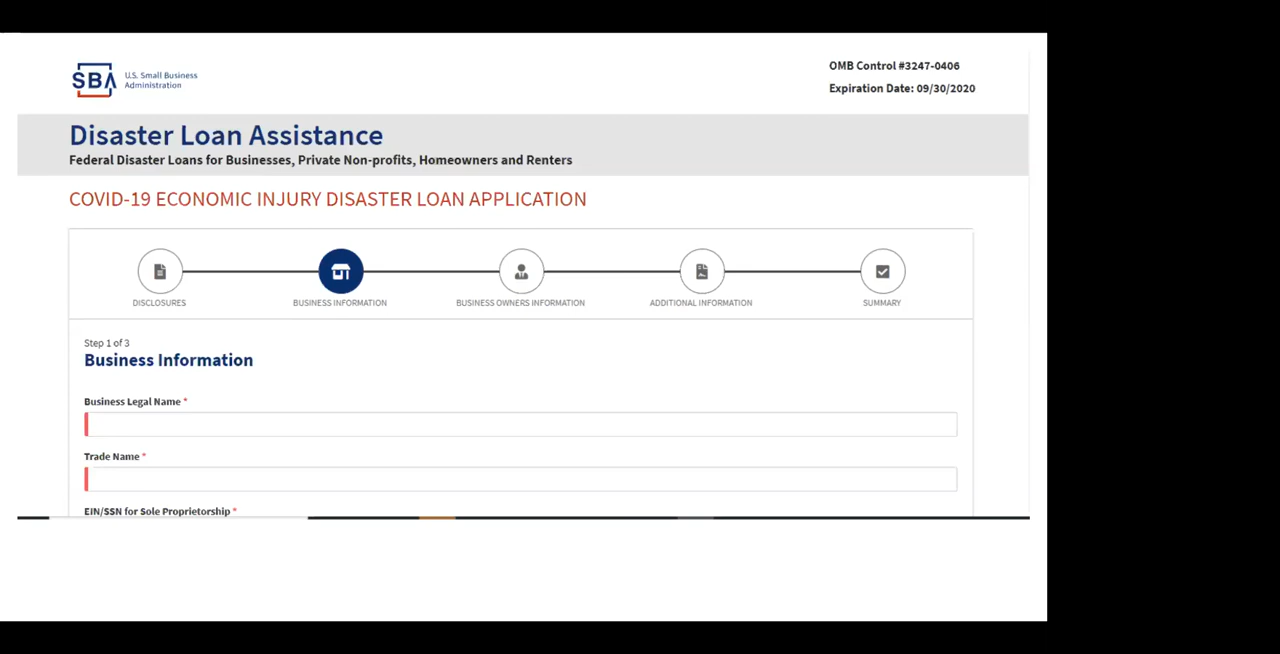 SBA
U.S. Small Business
Administration
OMB Control #3247-0406
Expiration Date: 09/30/2020
Disaster Loan Assistance
Federal Disaster Loans for Businesses, Private Non-profits, Homeowners and Renters
COVID-19 ECONOMIC INJURY DISASTER LOAN APPLICATION
DISCLOSURES
BUSINESS INFORMATION
BUSINESS OWNERS INFORMATION
ADDITIONAL INFORMATION
SUMMARY
Step 1 of 3
Business Information
Business Legal Name *
Trade Name *
EIN/SSN for Sole Proprietorship *